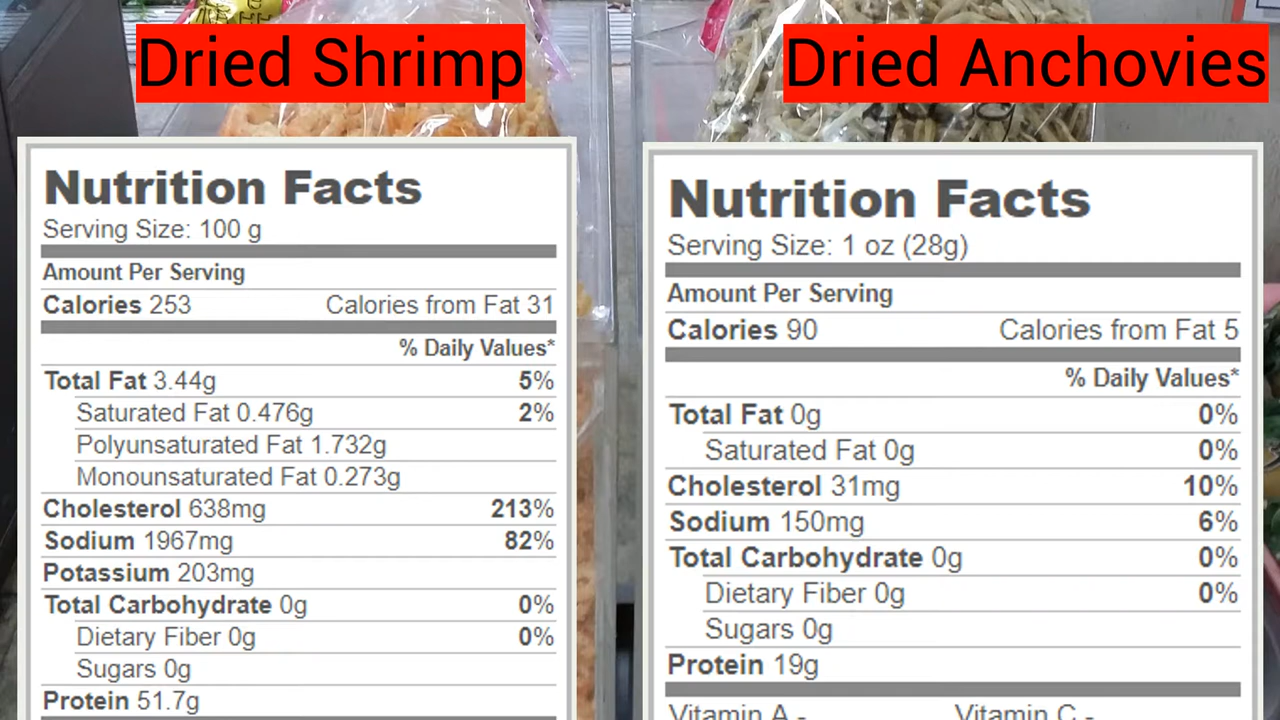 Dried Shrimp
Nutrition Facts
Serving Size: 100 g
Amount Per Serving
Calories 253 Calories from Fat 31
% Daily Values*
Total Fat 3.44g 5%
Saturated Fat 0.476g 2%
Polyunsaturated Fat 1.732g
Monounsaturated Fat 0.273g
Cholesterol 638mg 213%
Sodium 1967mg 82%
Potassium 203mg
Total Carbohydrate 0g 0%
Dietary Fiber 0g 0%
Sugars 0g
Protein 51.7g
Dried Anchovies
Nutrition Facts
Serving Size: 1 oz (28g)
Amount Per Serving
Calories 90 Calories from Fat 5
% Daily Values*
Total Fat 0g 0%
Saturated Fat 0g 0%
Cholesterol 31mg 10%
Sodium 150mg 6%
Total Carbohydrate 0g 0%
Dietary Fiber 0g 0%
Sugars 0g
Protein 19g
Vitamin A - Vitamin C -